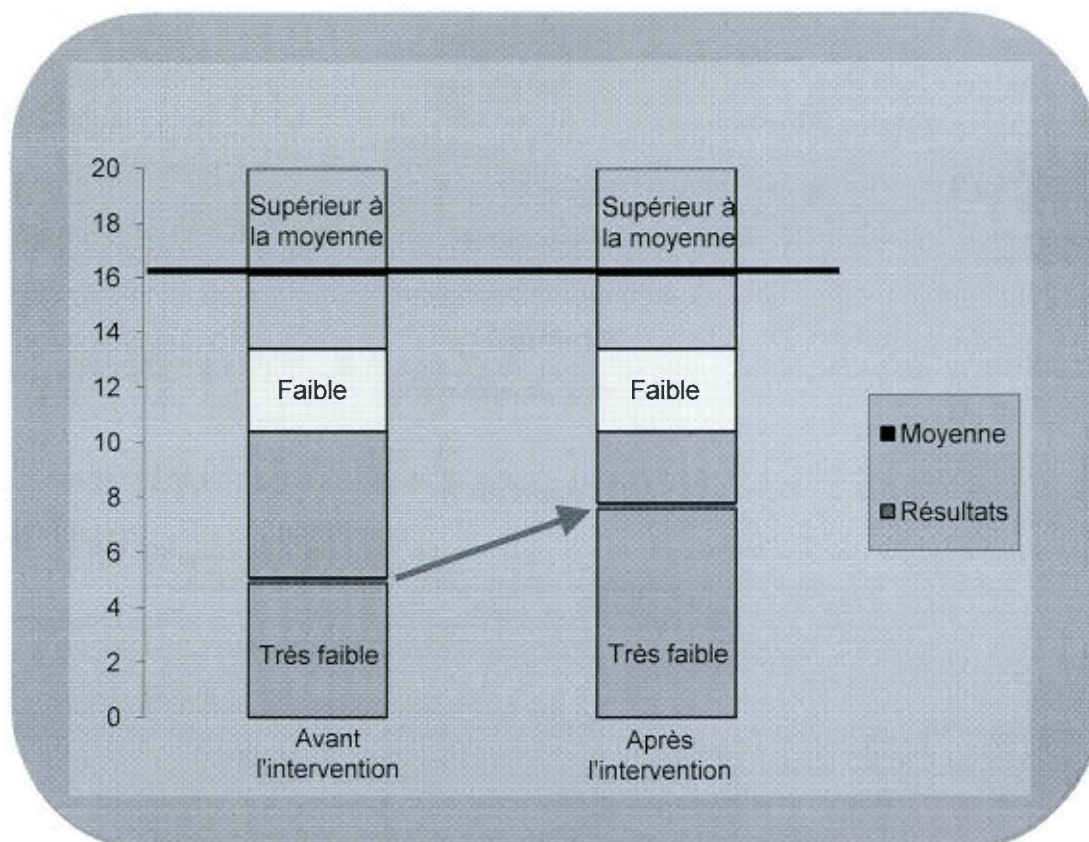 20
18
16
14
12
10
8
6
4
2
0
Supérieur à
la moyenne
Faible
Très faible
Avant
l'intervention
Supérieur à
la moyenne
Faible
Très faible
Après
l'intervention
Moyenne
Résultats